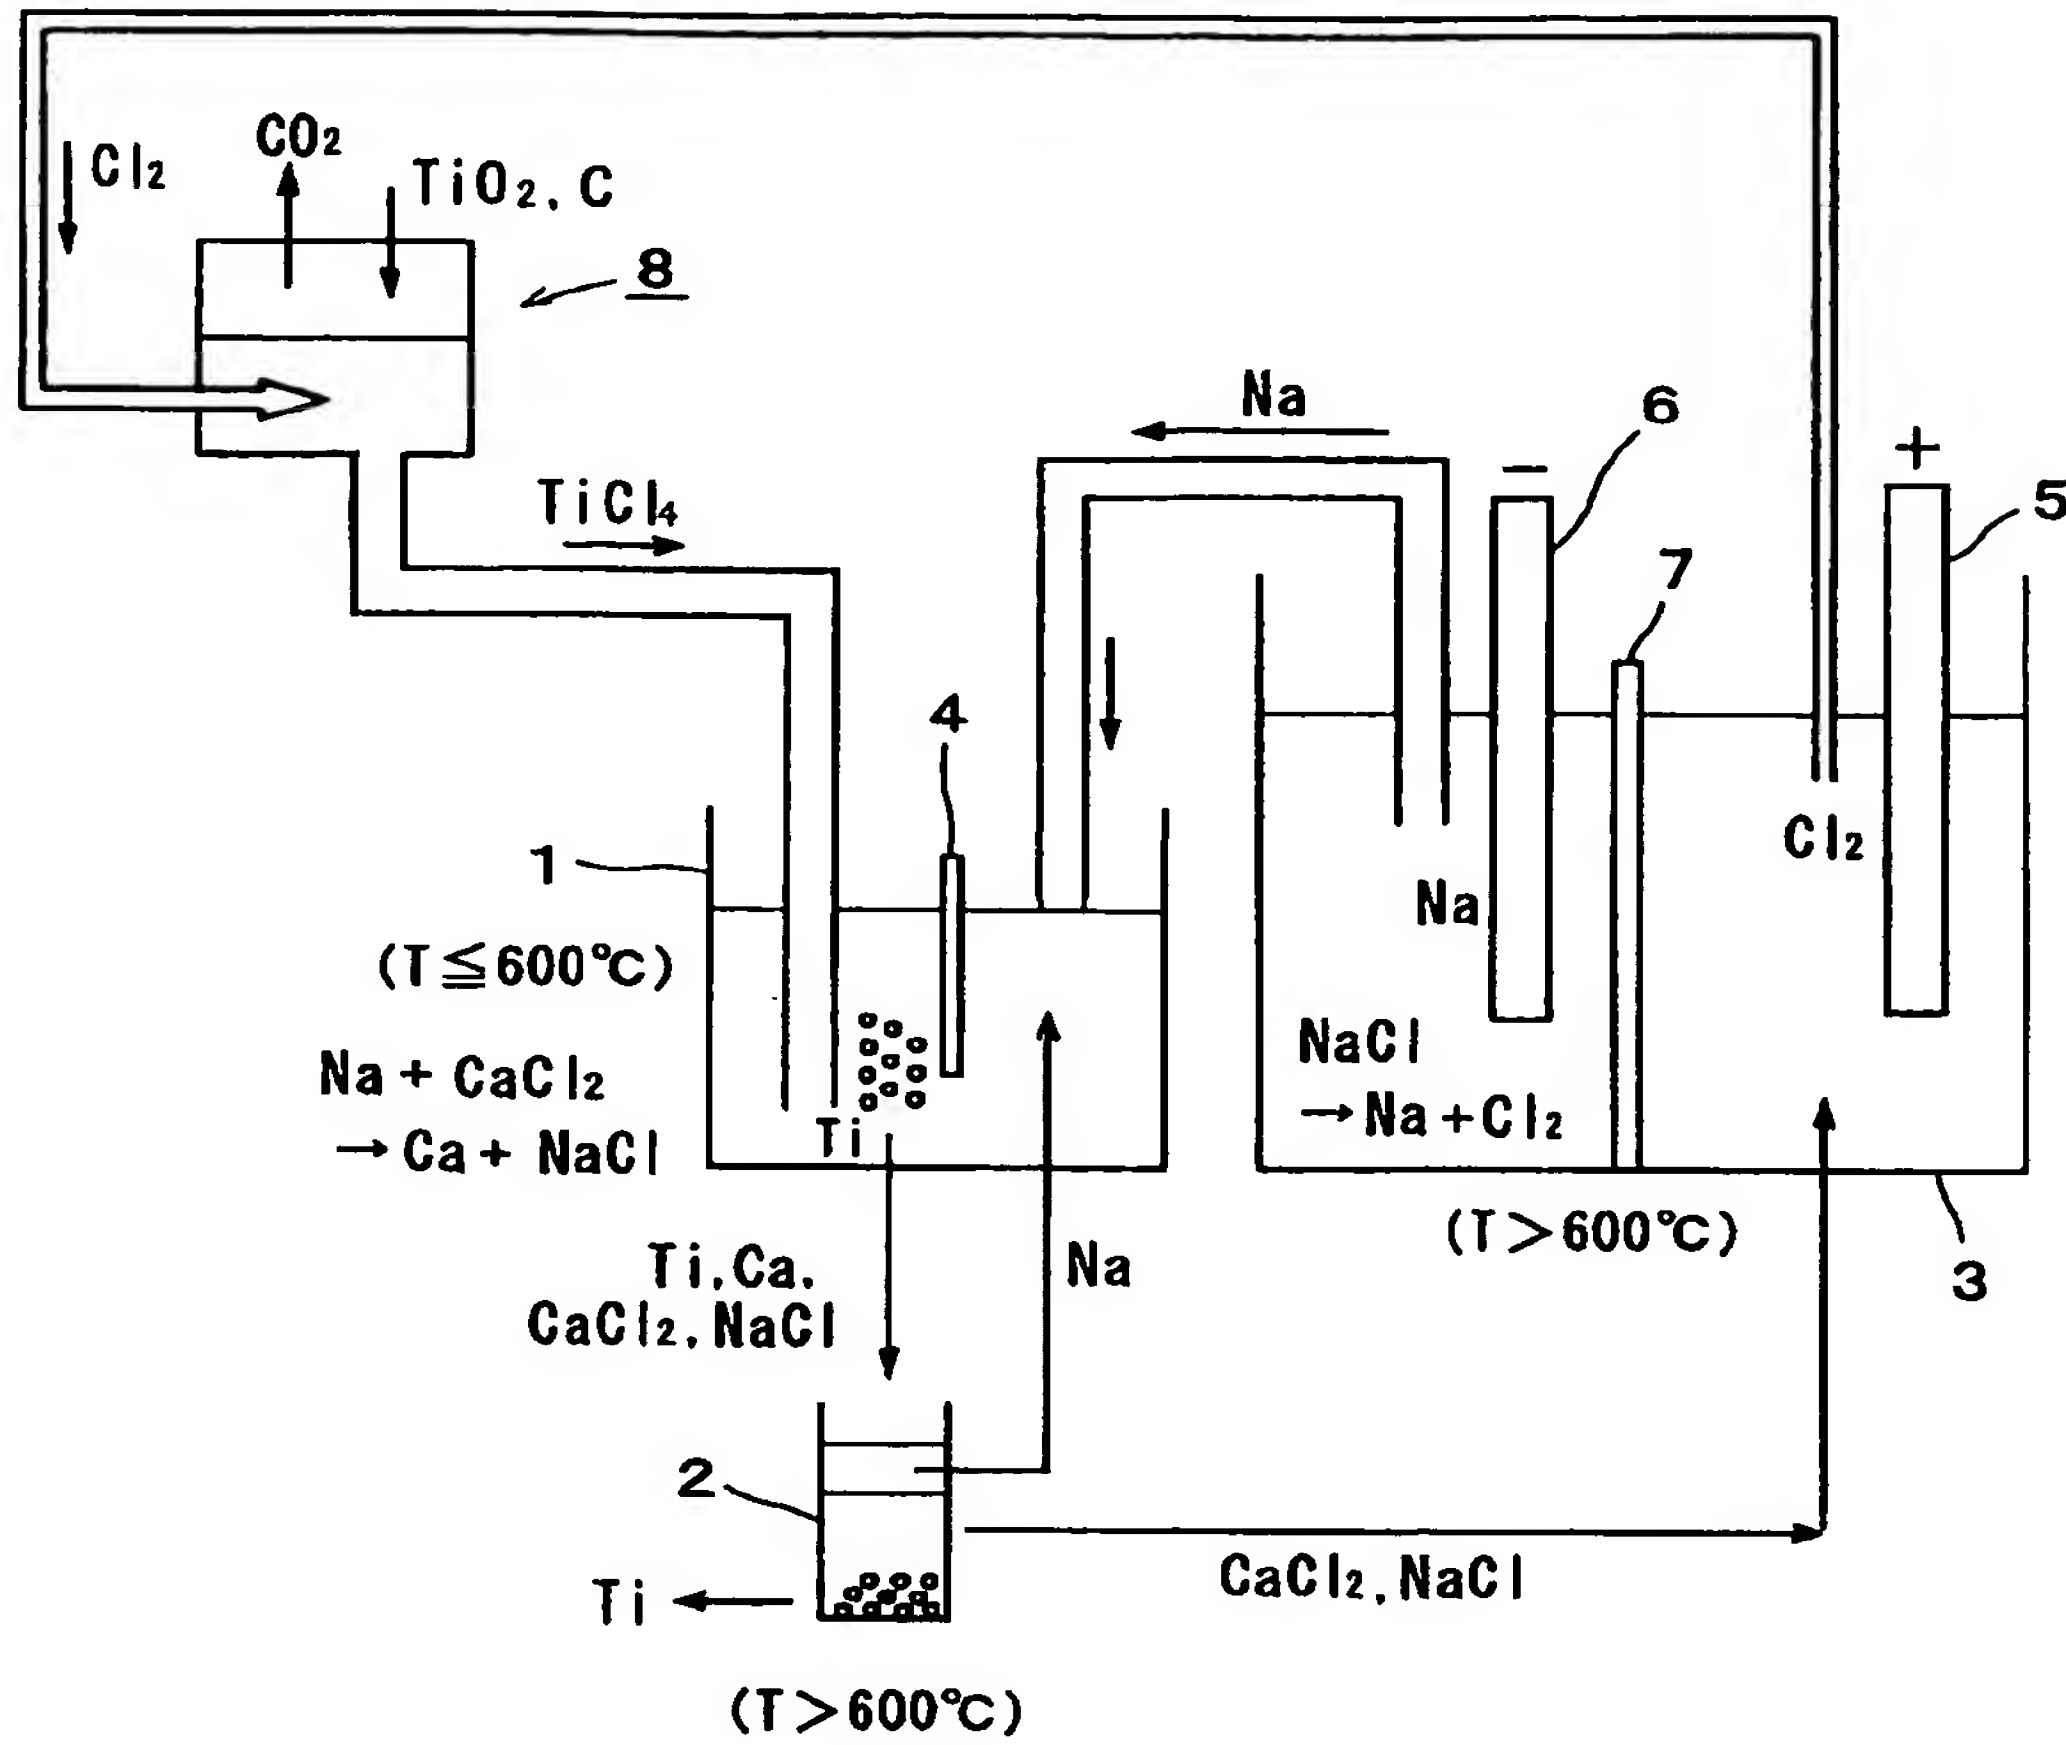 CO2
Cl2
TiO2, C
8
Na
6
+
−
5
TiCl4
7
4
1
Cl2
Na
(T≦600℃)
Na + CaCl2
→ Ca + NaCl
Ti
NaCl
→ Na + Cl2
(T>600℃)
3
Ti, Ca,
CaCl2, NaCl
Na
2
CaCl2, NaCl
Ti
(T>600℃)